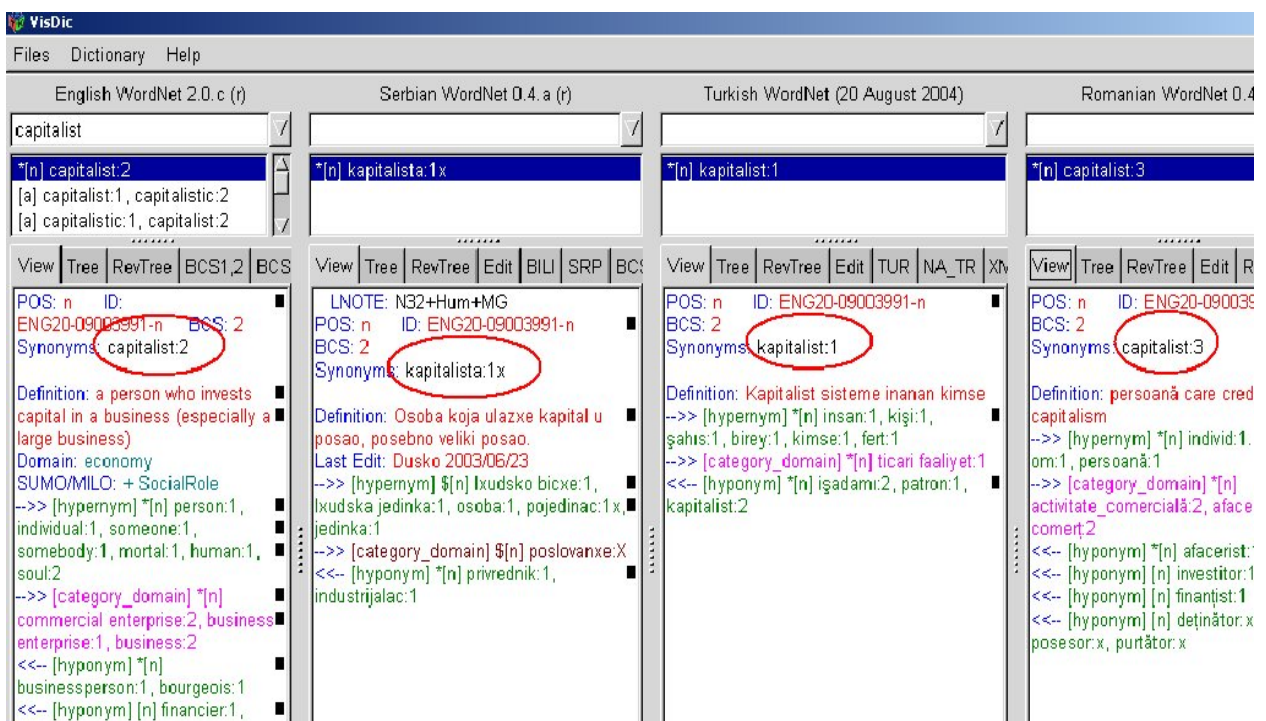 VisDic
Files Dictionary Help
English WordNet 2.0.c (r)
capitalist
*[n] capitalist:2
[a] capitalist:1, capitalistic:2
[a] capitalistic:1, capitalist:2
View Tree RevTree BCS1,2 BCS
POS: n ID:
ENG20-09003991-n BCS: 2
Synonyms: capitalist:2
Definition: a person who invests
capital in a business (especially a
large business)
Domain: economy
SUMO/MILO: + SocialRole
-->> [hypernym] *[n] person:1,
individual:1, someone:1,
somebody:1, mortal:1, human:1,
soul:2
-->> [category_domain] *[n]
commercial enterprise:2, business
enterprise:1, business:2
<<-- [hyponym] *[n]
businessperson:1, bourgeois:1
<<-- [hyponym] [n] financier:1,
Serbian WordNet 0.4.a (r)
*[n] kapitalista:1x
View Tree RevTree Edit BILI SRP BCS
LNOTE: N32+Hum+MG
POS: n ID: ENG20-09003991-n
BCS: 2
Synonyms: kapitalista:1x
Definition: Osoba koja ulazxe kapital u
posao, posebno veliki posao.
Last Edit: Dusko 2003/06/23
-->> [hypernym] $[n] lxudsko bicxe:1,
lxudska jedinka:1, osoba:1, pojedinac:1x,
jedinka:1
-->> [category_domain] $[n] poslovanxe:X
<<-- [hyponym] *[n] privrednik:1,
industrijalac:1
Turkish WordNet (20 August 2004)
*[n] kapitalist:1
View Tree RevTree Edit TUR NA_TR
POS: n ID: ENG20-09003991-n
BCS: 2
Synonyms: kapitalist:1
Definition: Kapitalist sisteme inanan kimse
-->> [hypernym] *[n] insan:1, kişi:1,
şahıs:1, birey:1, kimse:1, fert:1
-->> [category_domain] *[n] ticari faaliyet:1
<<-- [hyponym] *[n] işadamı:2, patron:1,
kapitalist:2
Romanian WordNet 0.4
*[n] capitalist:3
View Tree RevTree Edit R
POS: n ID: ENG20-090039
BCS: 2
Synonyms: capitalist:3
Definition: persoană care cred
capitalism
-->> [hypernym] *[n] individ:1.
om:1, persoană:1
-->> [category_domain] *[n]
activitate_comercială:2, aface
comerţ:2
<<-- [hyponym] *[n] afacerist:
<<-- [hyponym] [n] investitor:1
<<-- [hyponym] [n] finanţist:1
<<-- [hyponym] [n] deţinător:x
posesor:x, purtător:x